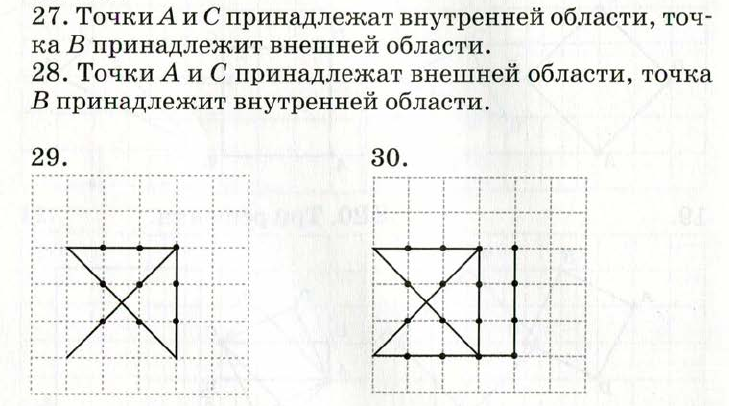 27. Точки А и С принадлежат внутренней области, точ-
ка В принадлежит внешней области.
28. Точки А и С принадлежат внешней области, точка
В принадлежит внутренней области.
29.
30.